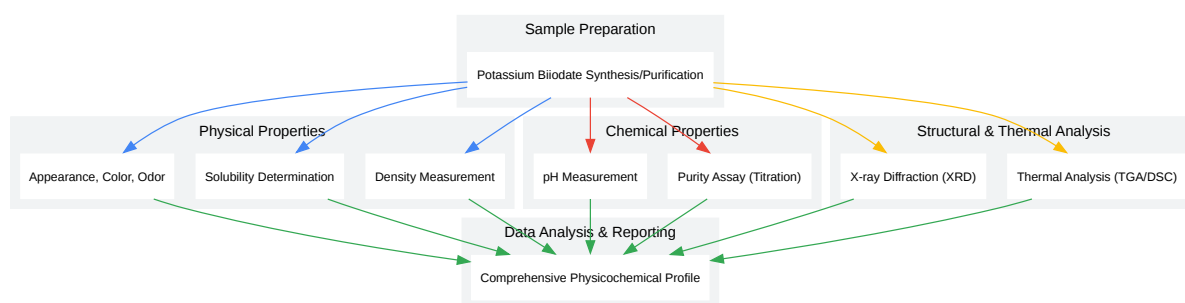 Sample Preparation
Potassium Biiodate Synthesis/Purification
Physical Properties
Chemical Properties
Structural & Thermal Analysis
Appearance, Color, Odor
Solubility Determination
Density Measurement
pH Measurement
Purity Assay (Titration)
X-ray Diffraction (XRD)
Thermal Analysis (TGA/DSC)
Data Analysis & Reporting
Comprehensive Physicochemical Profile